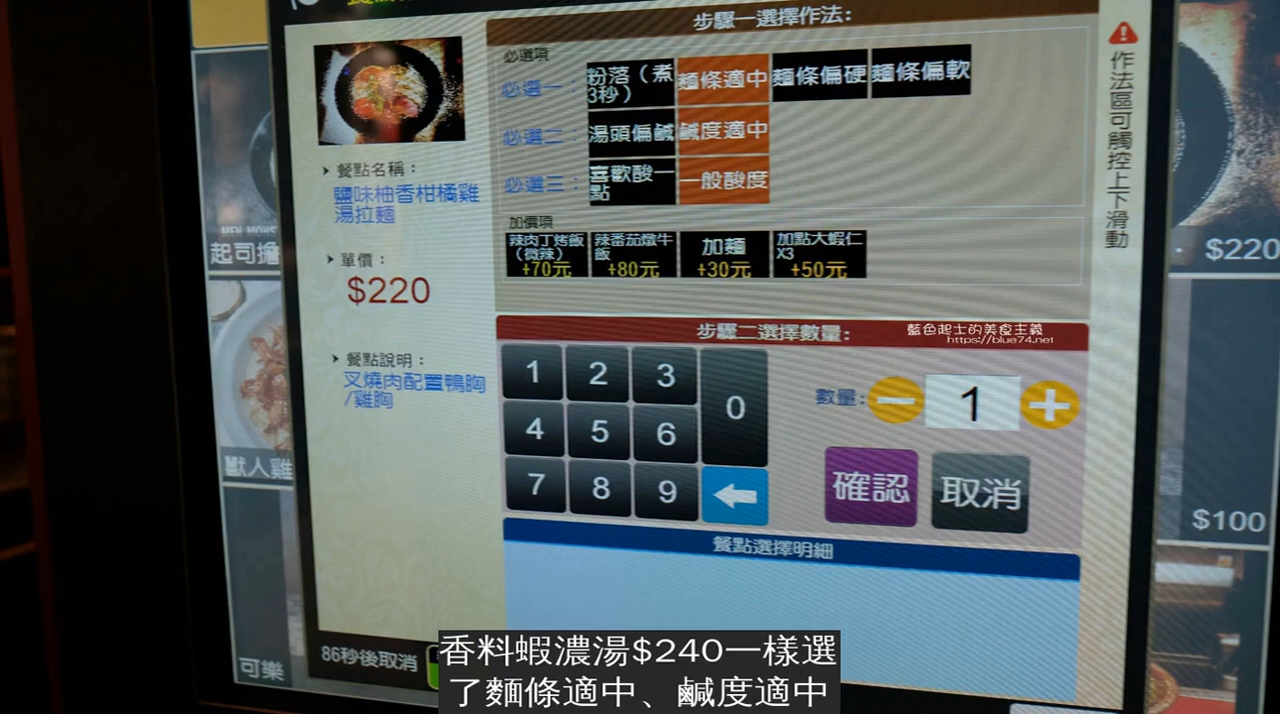 步驟一選擇作法:
必選項
必選一：
粉落（煮
3秒）
麵條適中
麵條偏硬
麵條偏軟
必選二：
湯頭偏鹹
鹹度適中
必選三：
喜歡酸一
點
一般酸度
加價項
辣肉丁烤飯
（微辣）
+70元
辣番茄燉牛
飯
+80元
加麵
+30元
加點大蝦仁
X3
+50元
作法區可觸控上下滑動
餐點名稱：
鹽味柚香柑橘雞
湯拉麵
單價：
$220
餐點說明：
叉燒肉配置鴨胸
/雞胸
步驟二選擇數量:
藍色起士的美食主義
https://blue74.net
1
2
3
0
4
5
6
7
8
9
數量:
1
確認
取消
餐點選擇明細
86秒後取消
起司擔
獸人雞
可樂
$220
$100
香料蝦濃湯$240一樣選
了麵條適中、鹹度適中